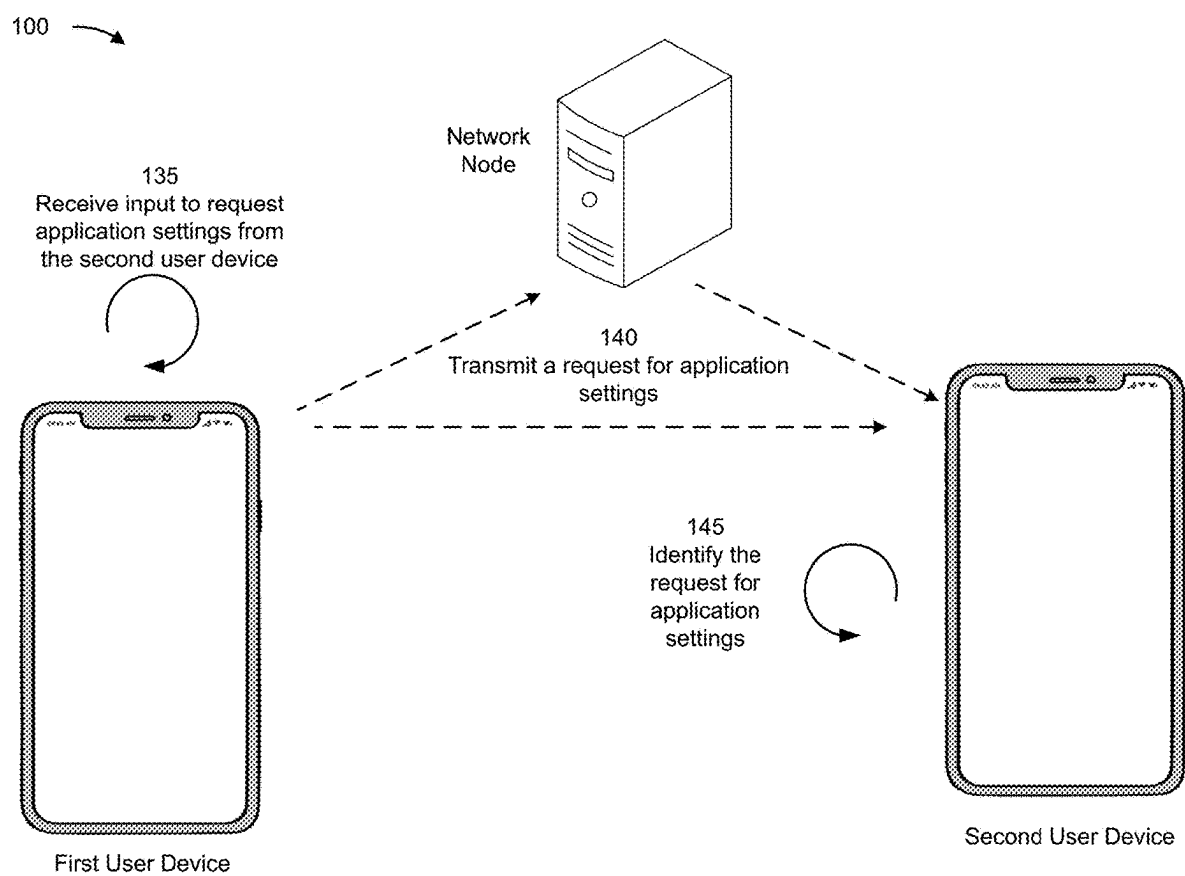 100
Network
Node
135
Receive input to request
application settings from
the second user device
140
Transmit a request for application
settings
145
Identify the
request for
application
settings
First User Device
Second User Device